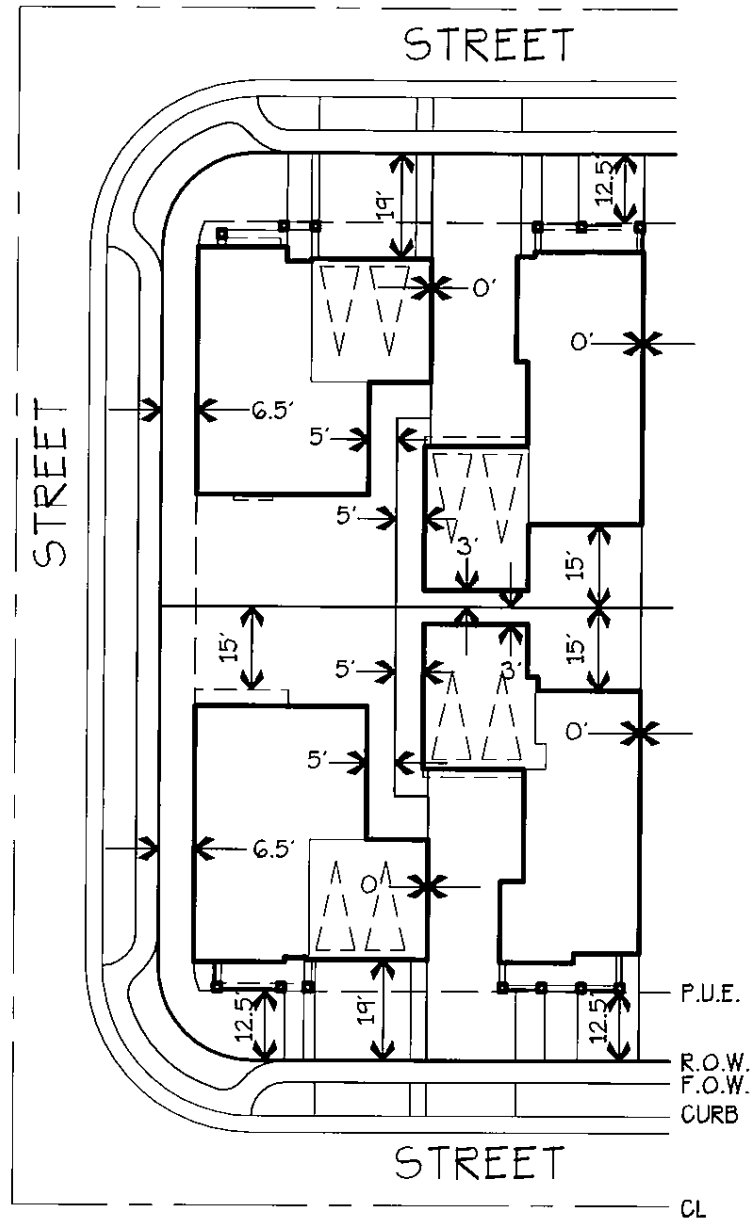 STREET
12.5'
19'
0'
0'
STREET
6.5'
5'
5'
3'
15'
15'
15'
5'
3'
0'
5'
6.5'
0'
P.U.E.
12.5'
19'
12.5'
R.O.W.
F.O.W.
CURB
STREET
CL